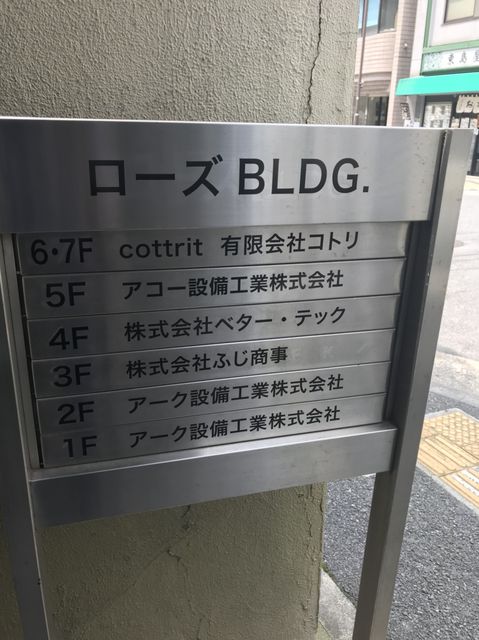 ローズ BLDG.
6・7F cottrit 有限会社コトリ
5F アコー設備工業株式会社
4F 株式会社ベター・テック
3F 株式会社ふじ商事
2F アーク設備工業株式会社
1F アーク設備工業株式会社